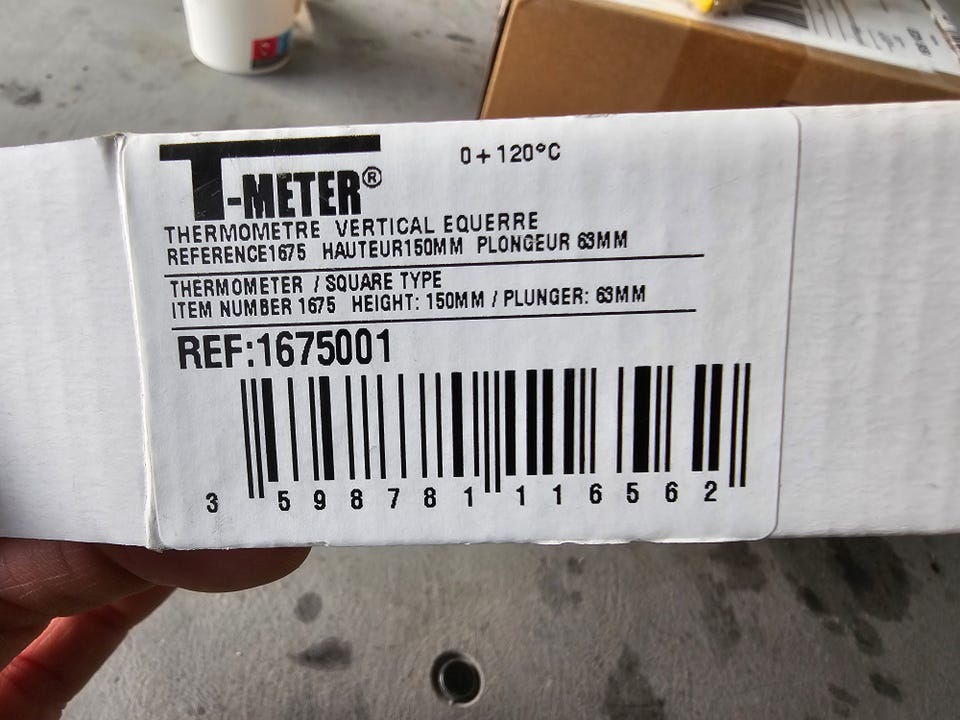 T-METER®
0+120°C
THERMOMETRE VERTICAL EQUERRE
REFERENCE1675 HAUTEUR150MM PLONGEUR 63MM
THERMOMETER / SQUARE TYPE
ITEM NUMBER 1675 HEIGHT: 150MM / PLUNGER: 63MM
REF:1675001
3 598781 116562